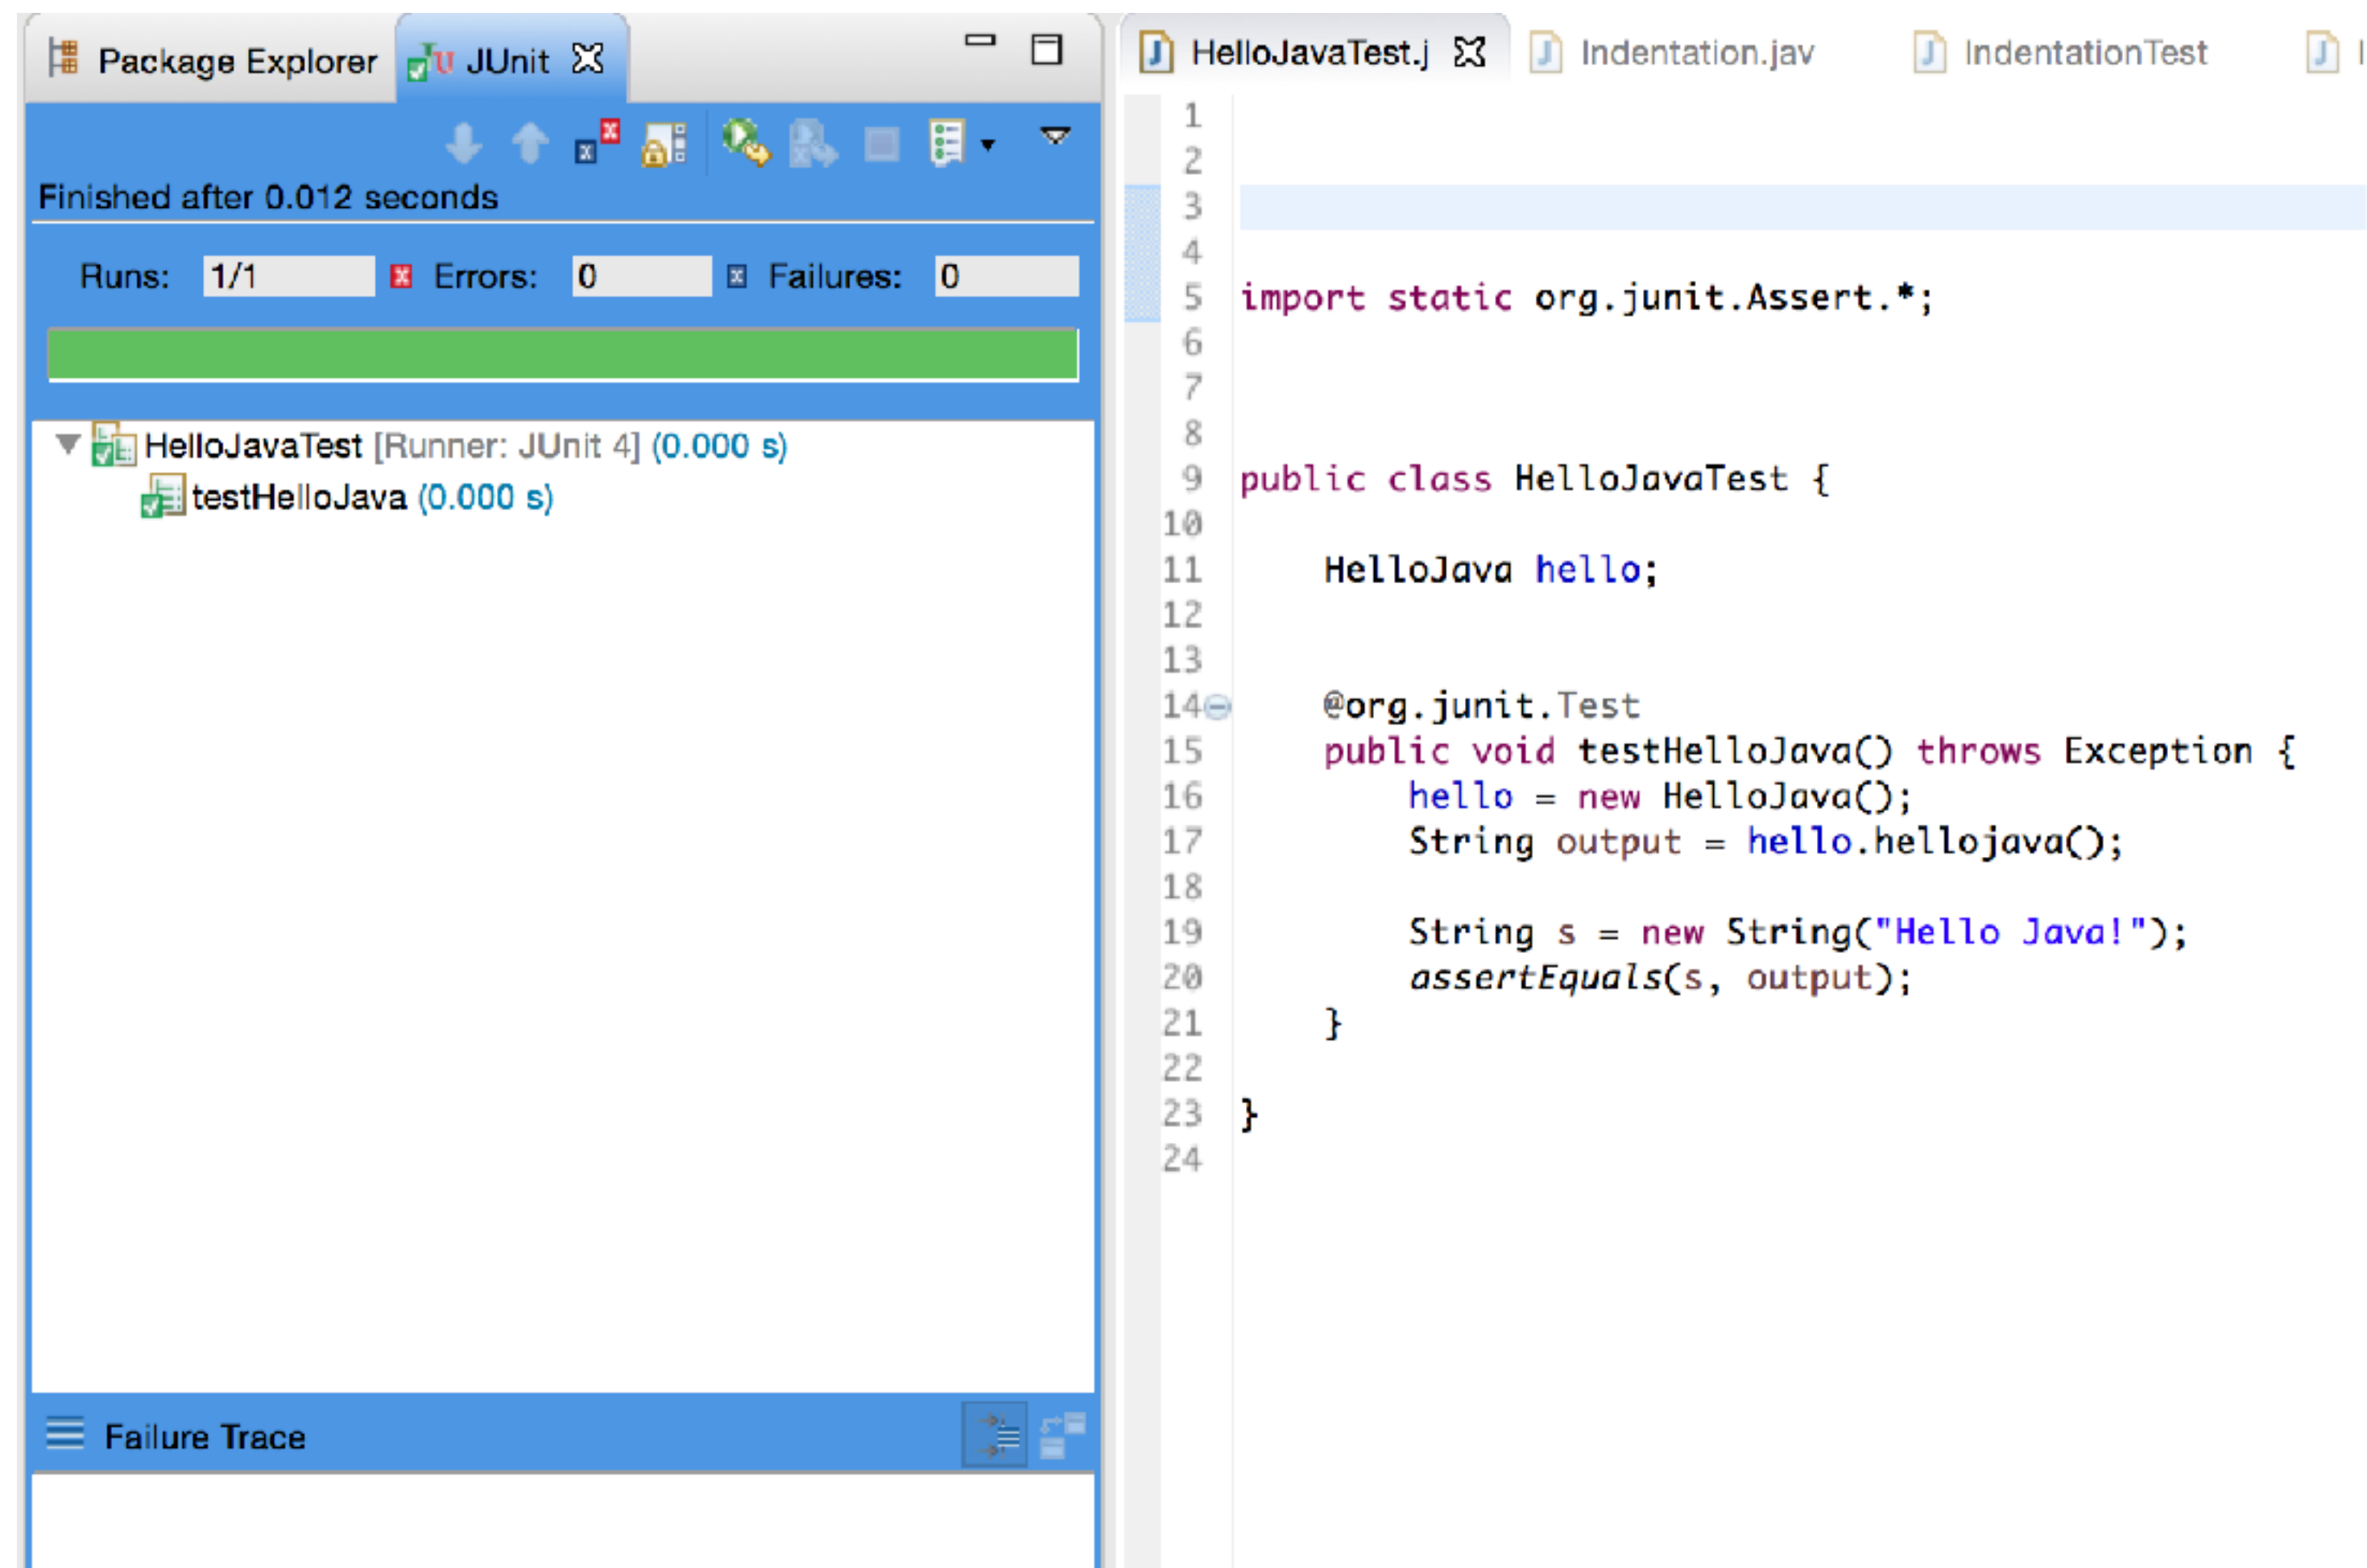 Package Explorer JUnit
Finished after 0.012 seconds
Runs: 1/1 Errors: 0 Failures: 0
HelloJavaTest [Runner: JUnit 4] (0.000 s)
testHelloJava (0.000 s)
Failure Trace
HelloJavaTest.j Indentation.jav IndentationTest I
1
2
3
4
5 import static org.junit.Assert.*;
6
7
8
9 public class HelloJavaTest {
10
11 HelloJava hello;
12
13
14 @org.junit.Test
15 public void testHelloJava() throws Exception {
16 hello = new HelloJava();
17 String output = hello.hellojava();
18
19 String s = new String("Hello Java!");
20 assertEquals(s, output);
21 }
22
23 }
24